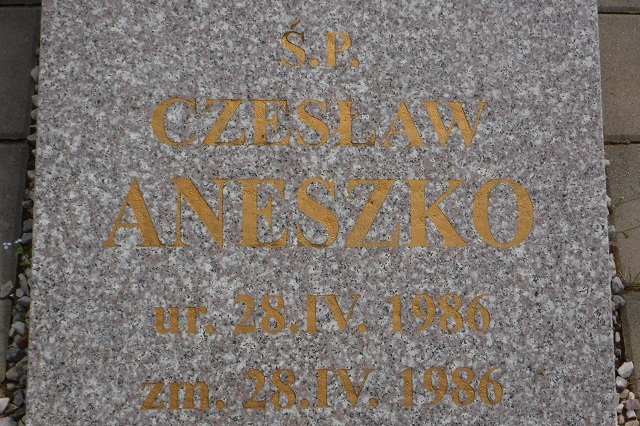 Ś.P.
CZESŁAW
ANESZKO
ur. 28.IV. 1986
zm. 28.IV. 1986